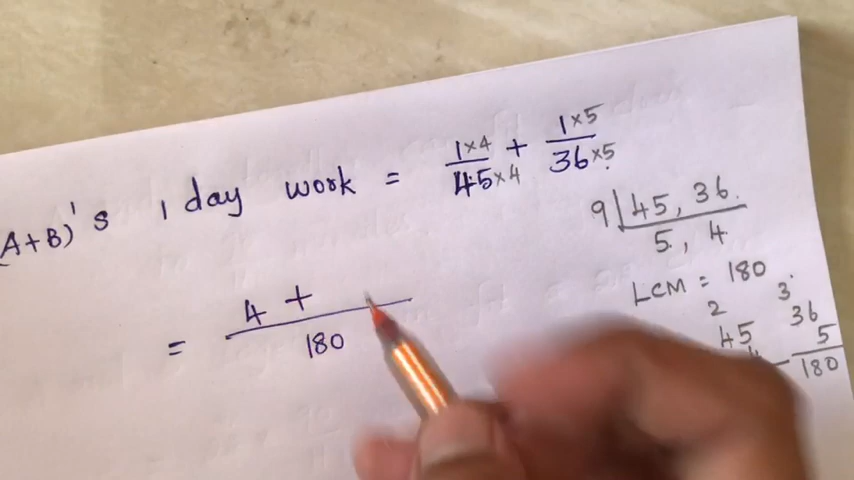 (A+B)'s 1 day work = 1×4/45×4 + 1×5/36×5
9 | 45, 36.
5, 4
= 4 + / 180
LCM = 180
2
45
3
36
5
180